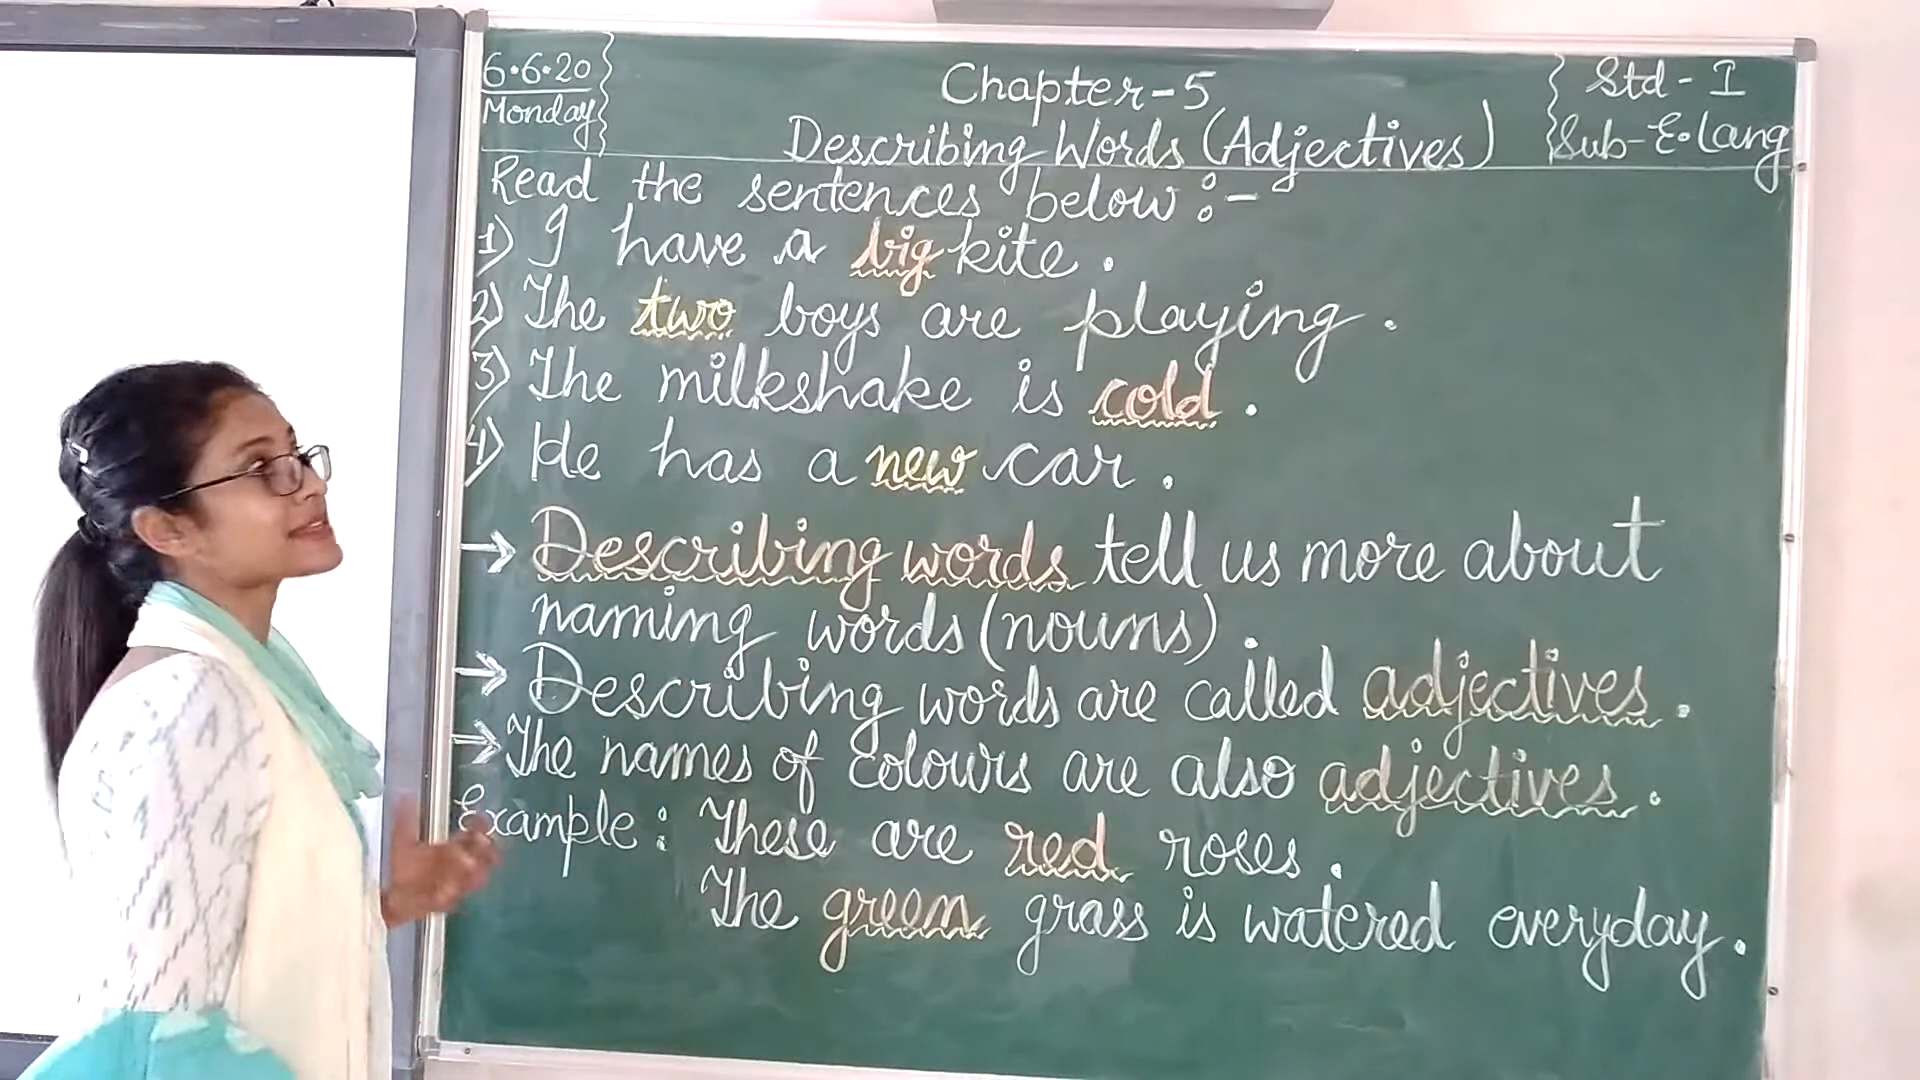 6.6.20
Monday
Chapter-5
Describing Words (Adjectives)
Std - I
Sub-E.Lang
Read the sentences below :-
1) I have a big kite.
2) The two boys are playing.
3) The milkshake is cold.
4) He has a new car.
→ Describing words tell us more about
naming words (nouns).
→ Describing words are called adjectives.
→ The names of colours are also adjectives.
Example : These are red roses.
The green grass is watered everyday.